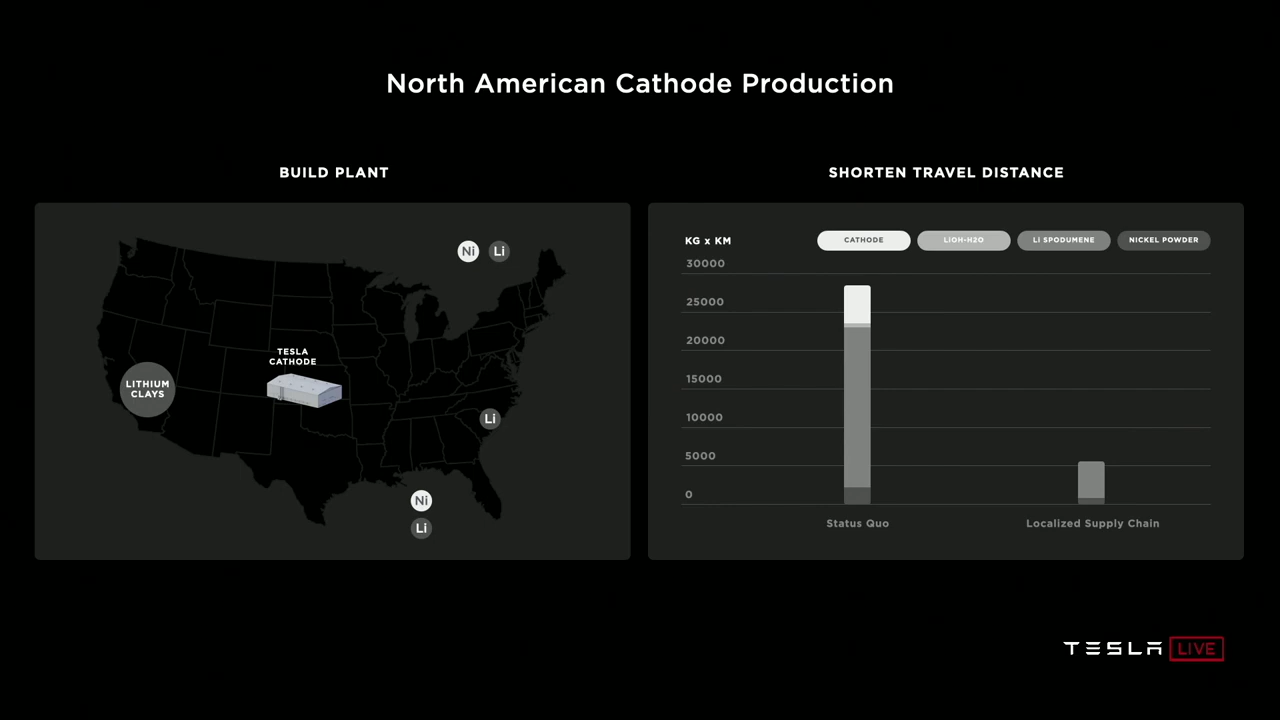 North American Cathode Production
BUILD PLANT
Ni
Li
TESLA
CATHODE
LITHIUM
CLAYS
Li
Ni
Li
SHORTEN TRAVEL DISTANCE
KG x KM
CATHODE
LIOH-H2O
LI SPODUMENE
NICKEL POWDER
30000
25000
20000
15000
10000
5000
0
Status Quo
Localized Supply Chain
TESLA LIVE